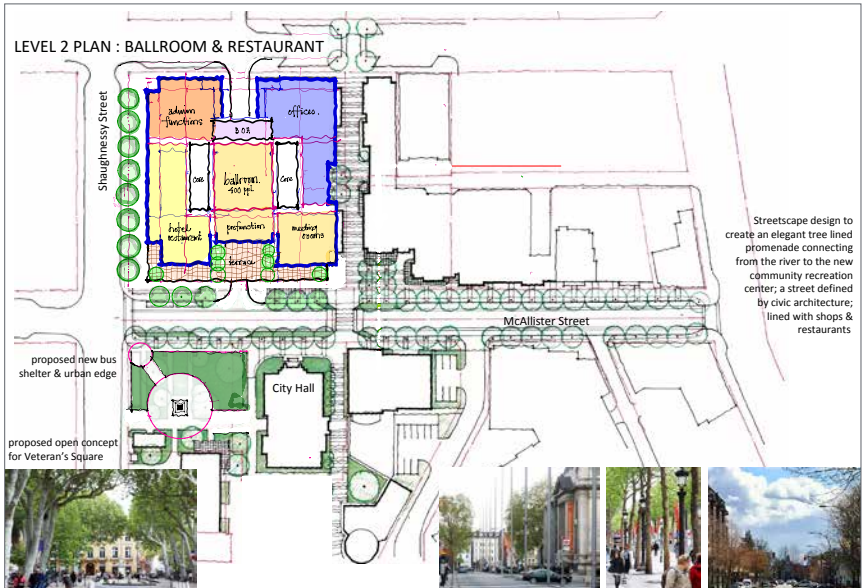 LEVEL 2 PLAN : BALLROOM & RESTAURANT
Shaughnessy Street
admin
functions
offices.
B.O.H
core
ballroom.
400 ppl.
core
hotel
restaurant
prefunction
meeting
rooms
terrace
Streetscape design to
create an elegant tree lined
promenade connecting
from the river to the new
community recreation
center; a street defined
by civic architecture;
lined with shops &
restaurants
McAllister Street
proposed new bus
shelter & urban edge
City Hall
proposed open concept
for Veteran's Square